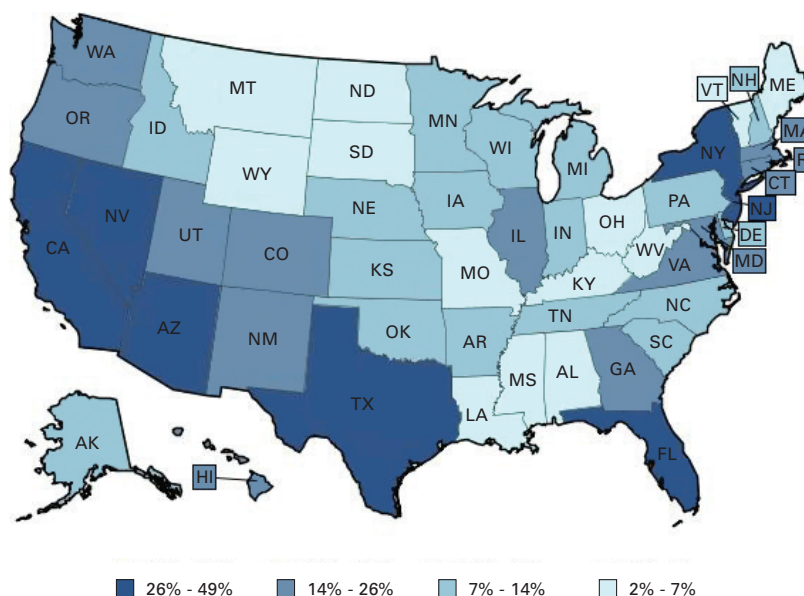 WA
MT
ND
MN
VT
NH
ME
OR
ID
WY
SD
WI
MI
NY
MA
CT
NV
UT
CO
NE
IA
IL
IN
OH
PA
NJ
DE
MD
CA
KS
MO
KY
WV
VA
AZ
NM
OK
AR
TN
NC
SC
TX
LA
MS
AL
GA
FL
AK
HI
26% - 49%
14% - 26%
7% - 14%
2% - 7%